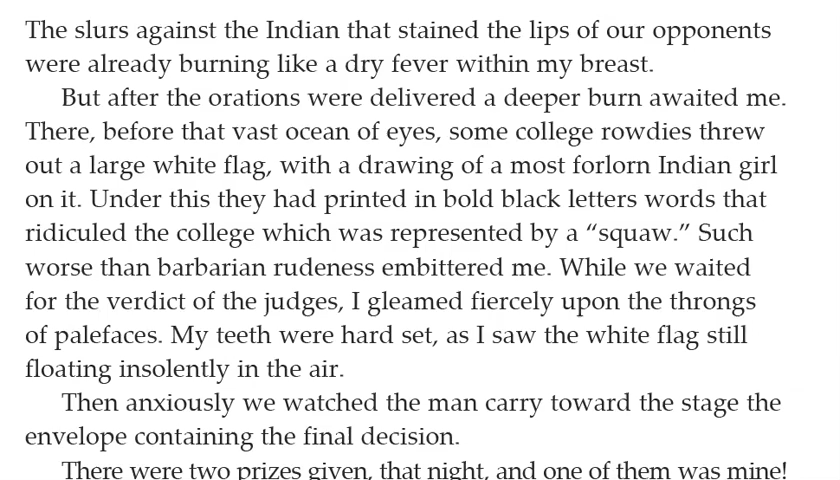 The slurs against the Indian that stained the lips of our opponents
were already burning like a dry fever within my breast.
But after the orations were delivered a deeper burn awaited me.
There, before that vast ocean of eyes, some college rowdies threw
out a large white flag, with a drawing of a most forlorn Indian girl
on it. Under this they had printed in bold black letters words that
ridiculed the college which was represented by a “squaw.” Such
worse than barbarian rudeness embittered me. While we waited
for the verdict of the judges, I gleamed fiercely upon the throngs
of palefaces. My teeth were hard set, as I saw the white flag still
floating insolently in the air.
Then anxiously we watched the man carry toward the stage the
envelope containing the final decision.
There were two prizes given, that night, and one of them was mine!